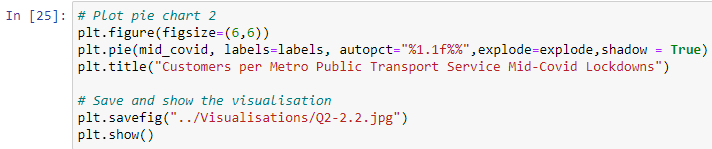 In [25]: # Plot pie chart 2
plt.figure(figsize=(6,6))
plt.pie(mid_covid, labels=labels, autopct="%1.1f%%",explode=explode,shadow = True)
plt.title("Customers per Metro Public Transport Service Mid-Covid Lockdowns")
# Save and show the visualisation
plt.savefig("../Visualisations/Q2-2.2.jpg")
plt.show()